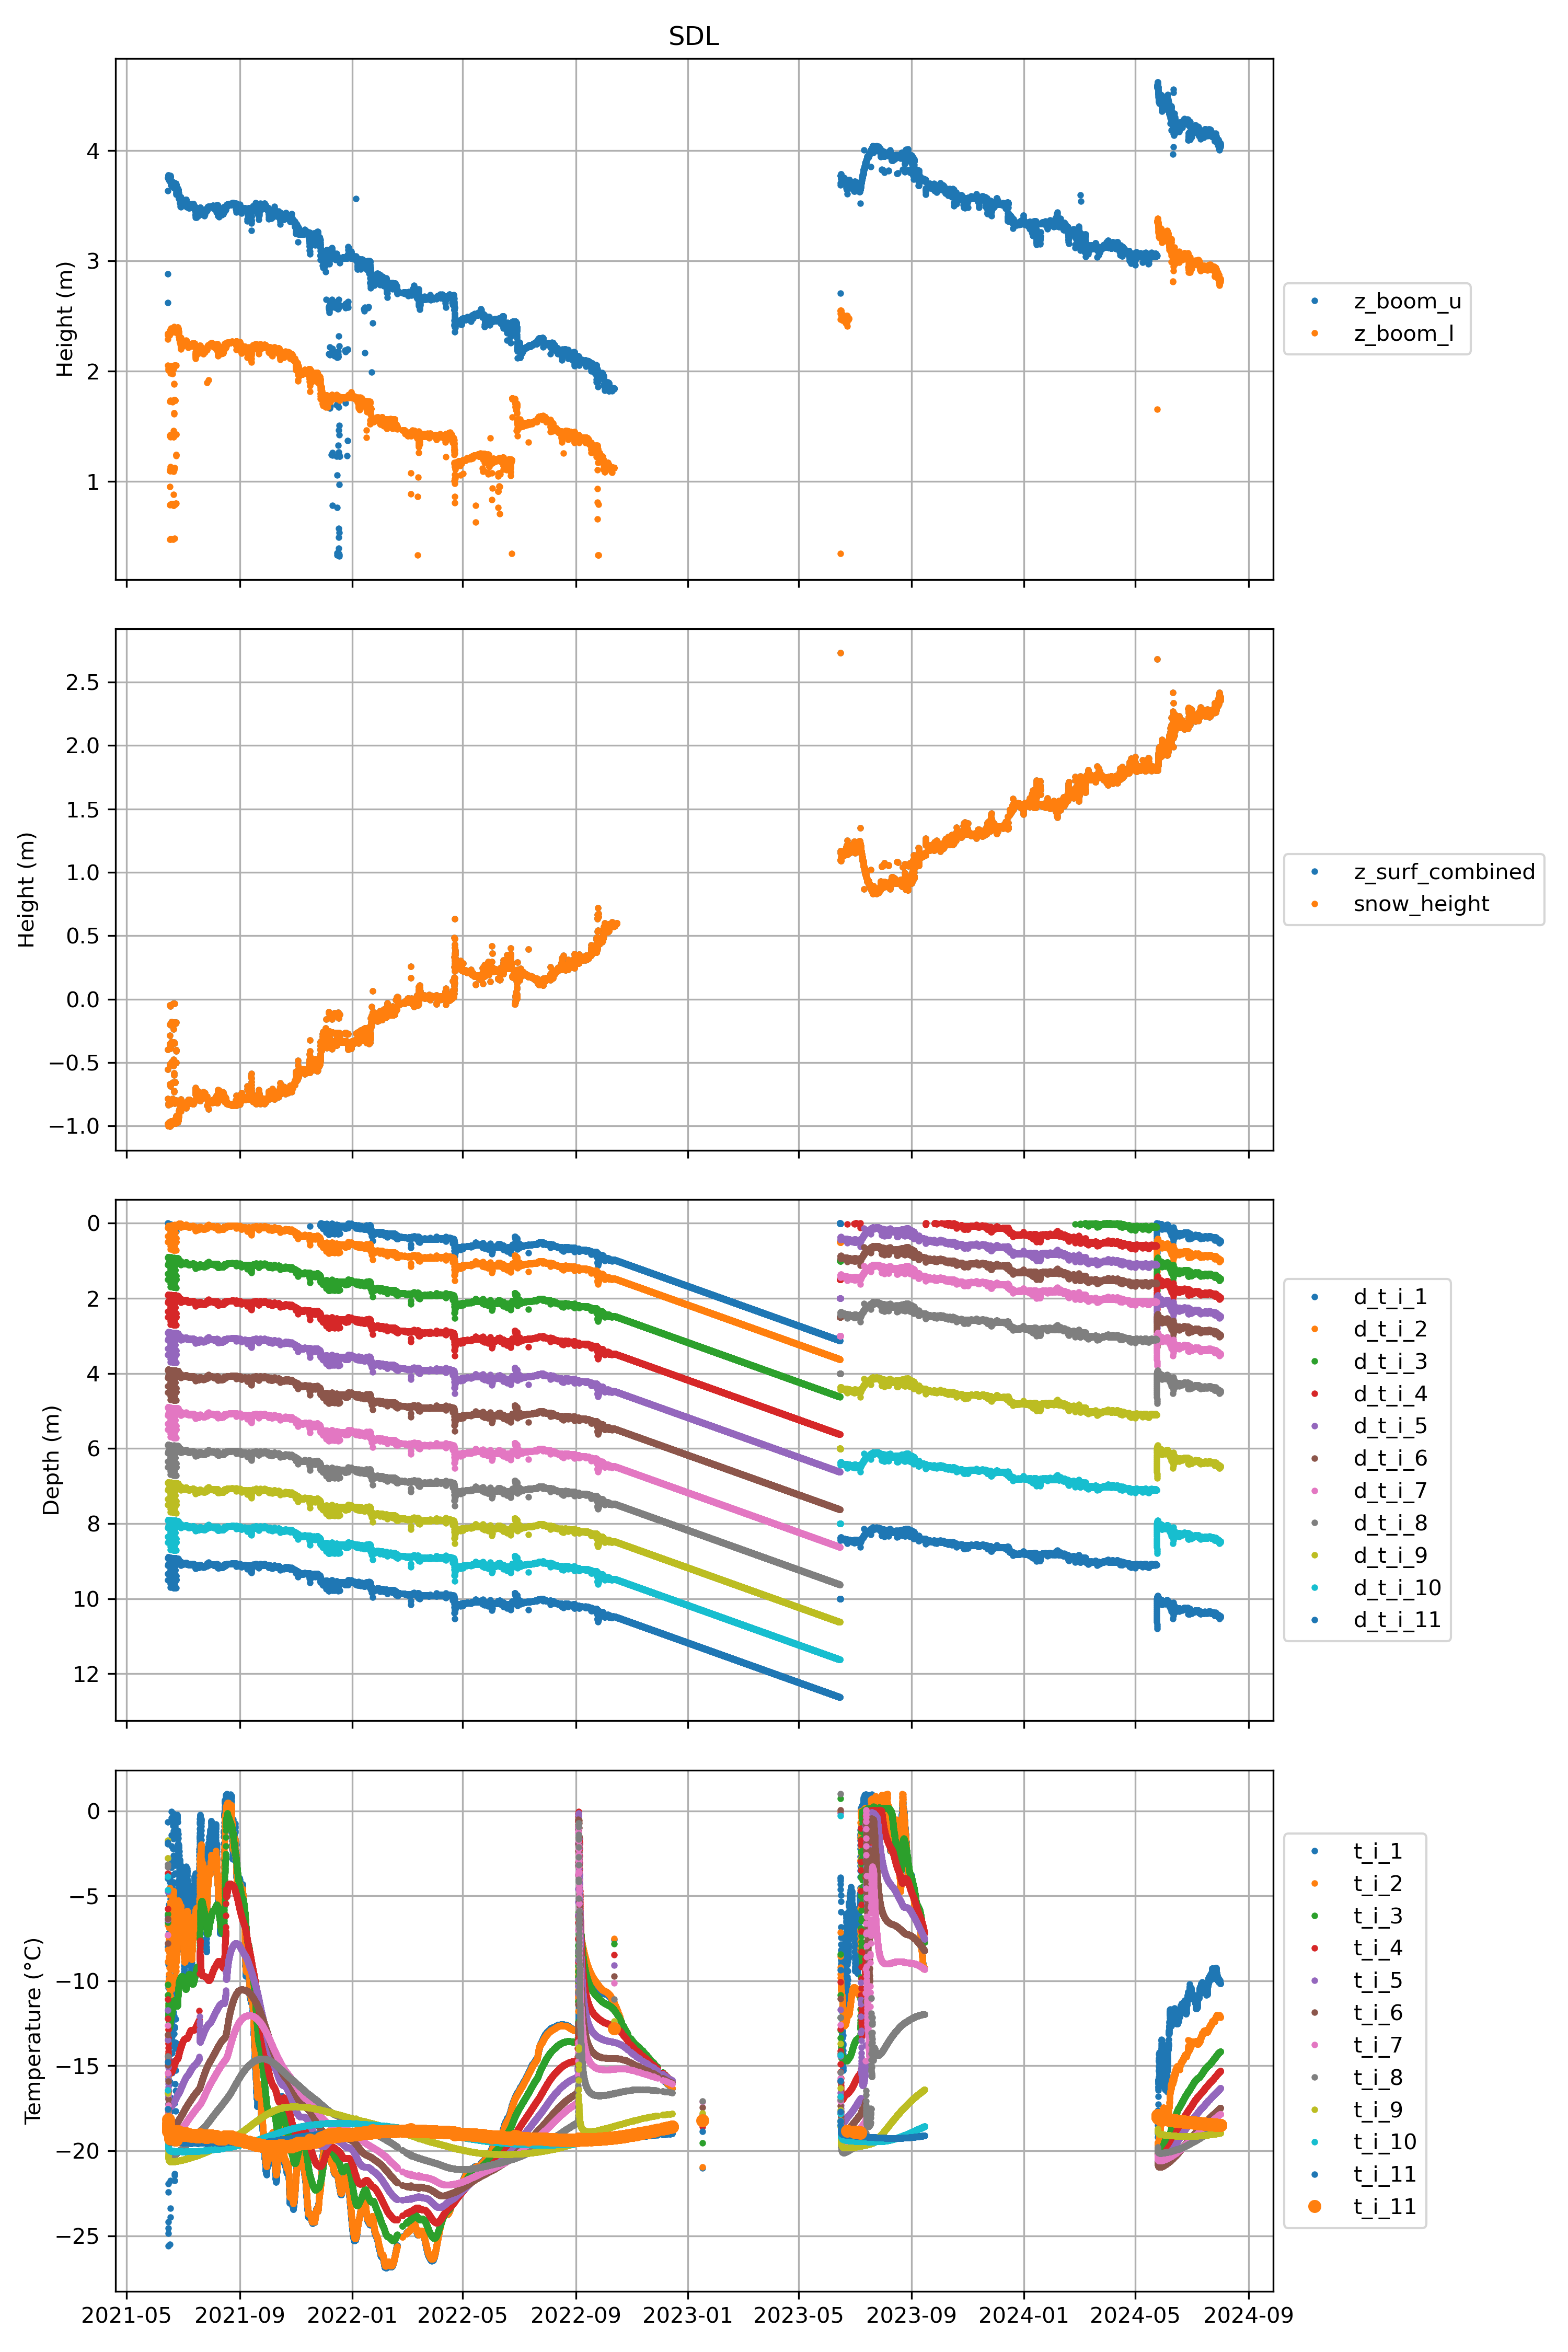 SDL
Height (m)
4
3
2
1
z_boom_u
z_boom_l
Height (m)
2.5
2.0
1.5
1.0
0.5
0.0
−0.5
−1.0
z_surf_combined
snow_height
Depth (m)
0
2
4
6
8
10
12
d_t_i_1
d_t_i_2
d_t_i_3
d_t_i_4
d_t_i_5
d_t_i_6
d_t_i_7
d_t_i_8
d_t_i_9
d_t_i_10
d_t_i_11
Temperature (°C)
0
−5
−10
−15
−20
−25
t_i_1
t_i_2
t_i_3
t_i_4
t_i_5
t_i_6
t_i_7
t_i_8
t_i_9
t_i_10
t_i_11
t_i_11
2021-05 2021-09 2022-01 2022-05 2022-09 2023-01 2023-05 2023-09 2024-01 2024-05 2024-09